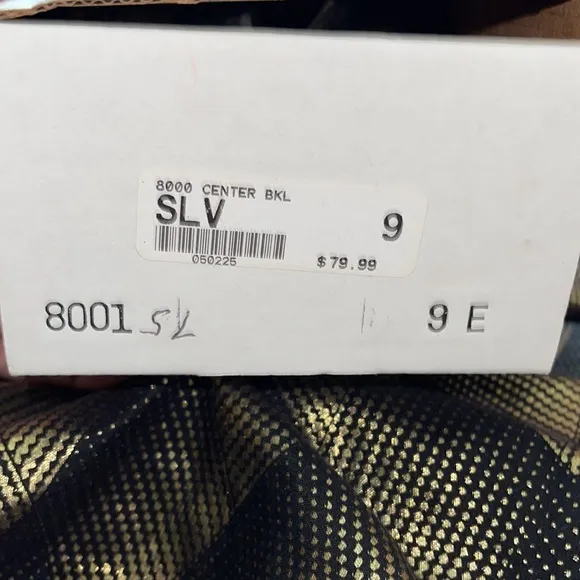 8000 CENTER BKL
SLV 9
050225 $79.99
8001 9 E